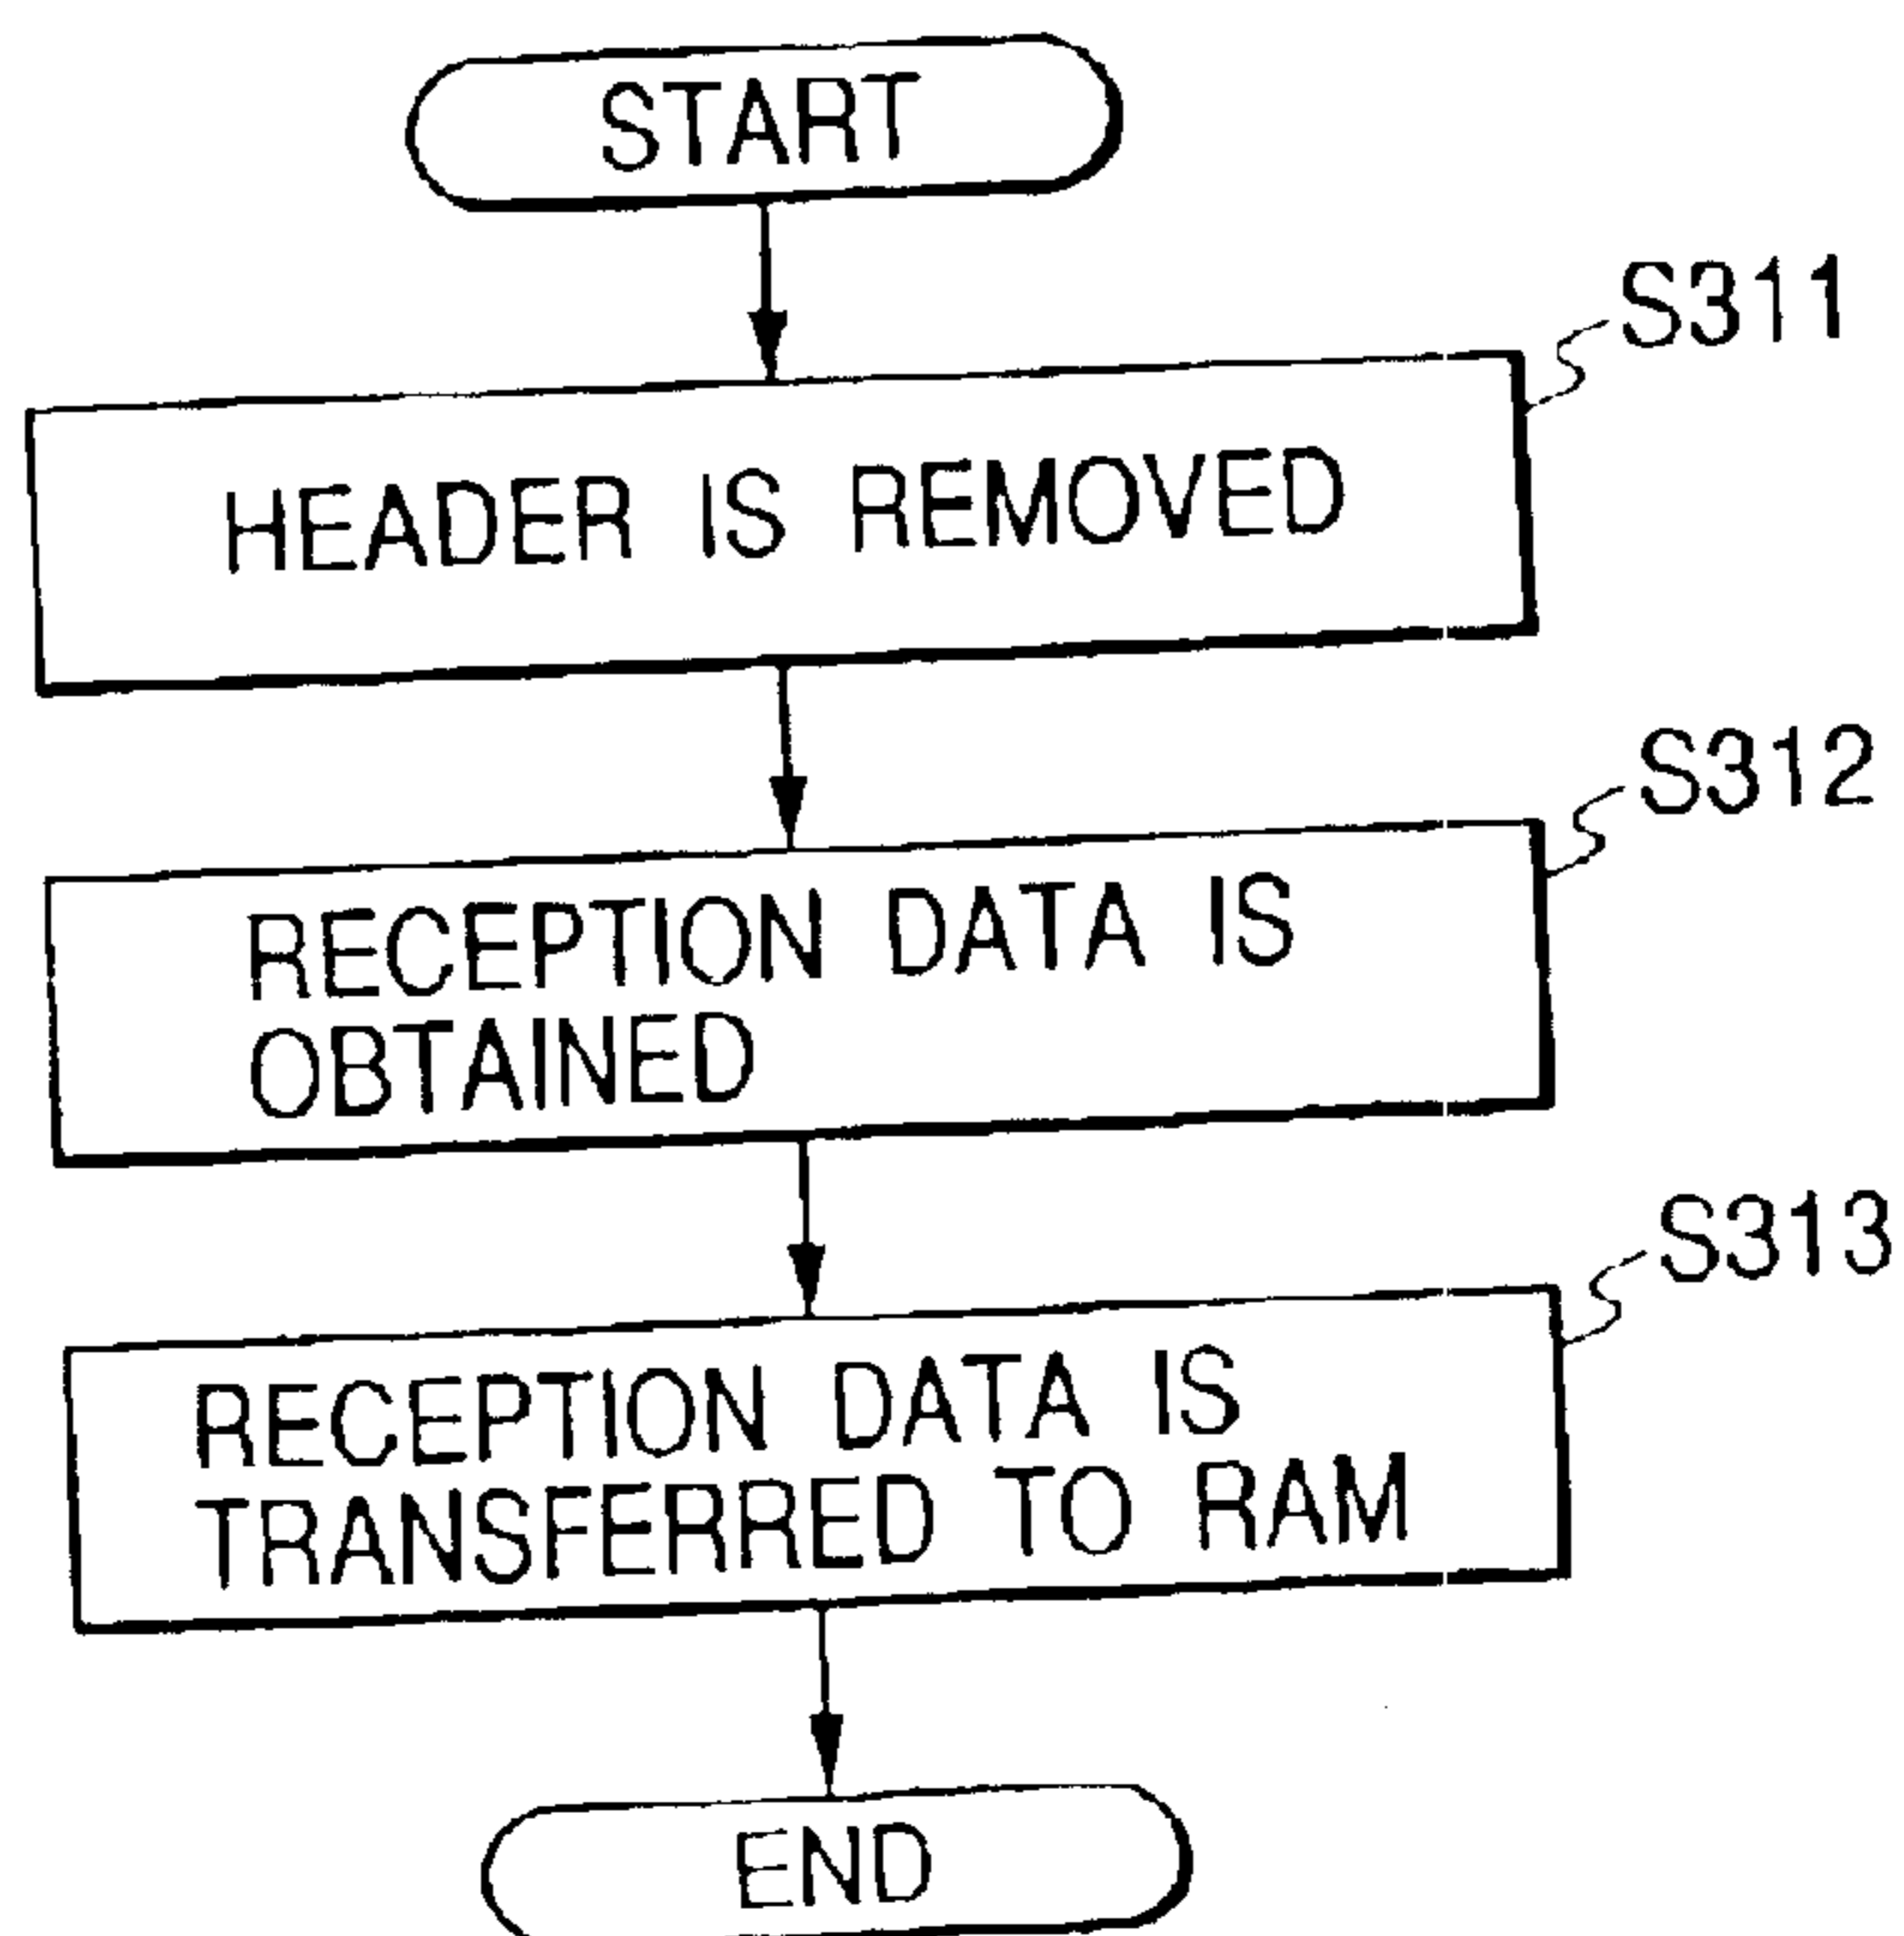 START
S311
HEADER IS REMOVED
S312
RECEPTION DATA IS
OBTAINED
S313
RECEPTION DATA IS
TRANSFERRED TO RAM
END